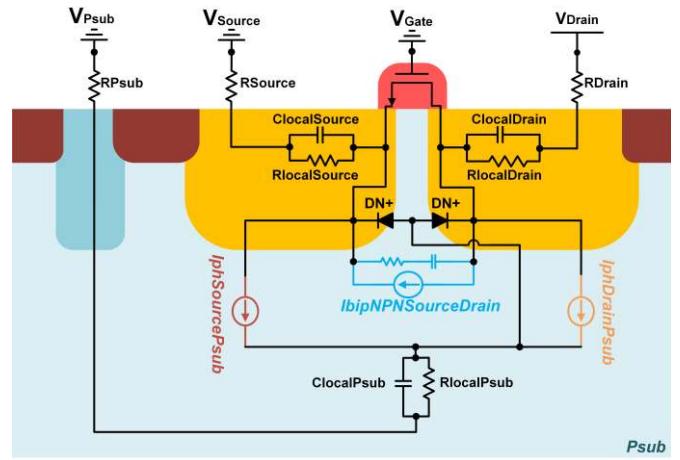 VPsub
VSource
VGate
VDrain
RPsub
RSource
RDrain
ClocalSource
ClocalDrain
RlocalSource
RlocalDrain
DN+
DN+
IphSourcePsub
IbipNPNSourceDrain
IphDrainPsub
ClocalPsub
RlocalPsub
Psub